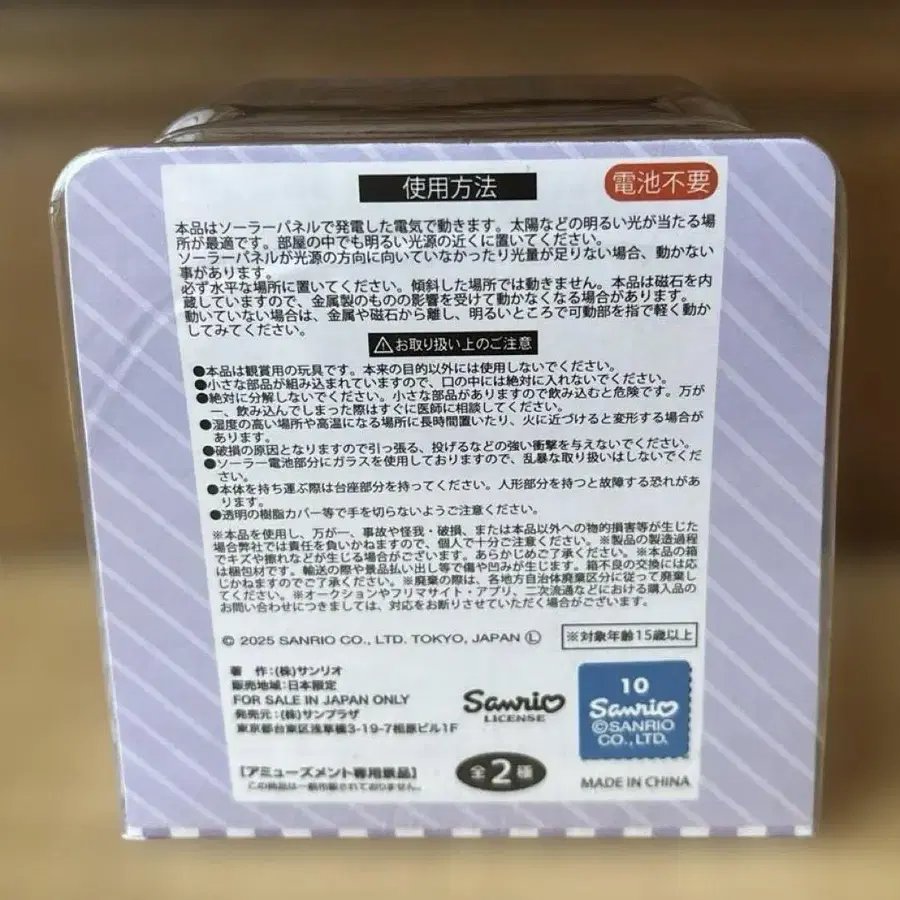 使用方法
電池不要
本品はソーラーパネルで発電した電気で動きます。太陽などの明るい光が当たる場
所が最適です。部屋の中でも明るい光源の近くに置いてください。
ソーラーパネルが光源の方向に向いていなかったり光量が足りない場合、動かない
事があります。
必ず水平な場所に置いてください。傾斜した場所では動きません。本品は磁石を内
蔵していますので、金属製のものの影響を受けて動かなくなる場合があります。
動いていない場合は、金属や磁石から離し、明るいところで可動部を指で軽く動か
してみてください。
⚠お取り扱い上のご注意
●本品は観賞用の玩具です。本来の目的以外には使用しないでください。
●小さな部品が組み込まれていますので、口の中には絶対に入れないでください。
●絶対に分解しないでください。小さな部品がありますので飲み込むと危険です。万が
一、飲み込んでしまった際はすぐに医師に相談してください。
●湿度の高い場所や高温になる場所に長時間置いたり、火に近づけると変形する場合が
あります。
●破損の原因となりますので引っ張る、投げるなどの強い衝撃を与えないでください。
●ソーラー電池部分にガラスを使用しておりますので、乱暴な取り扱いはしないでくだ
さい。
●本体を持ち運ぶ際は台座部分を持ってください。人形部分を持つと故障する恐れがあ
ります。
●透明の樹脂カバー等で手を切らないようご注意ください。
※本品を使用し、万が一、事故や怪我・破損、または本品以外への物的損害等が生じた
場合弊社では責任を負いかねますので、個人で十分ご注意ください。※製品の製造過程
でキズや擦れなどが生じる場合がございます。あらかじめご了承ください。※本品の箱
は梱包材です。輸送の際や景品払い出し等で傷や凹みが生じます。箱不良の交換には応
じかねますのでご了承ください。※廃棄の際は、各地方自治体廃棄区分に従って廃棄し
てください。※オークションやフリマサイト・アプリ、二次流通などにおける購入品の
お問い合わせにつきましては、対応をお断りさせていただく場合がございます。
© 2025 SANRIO CO., LTD. TOKYO, JAPAN Ⓛ
※対象年齢15歳以上
著 作：(株)サンリオ
販売地域：日本限定
FOR SALE IN JAPAN ONLY
発売元：(株)サンプラザ
東京都台東区浅草橋3-19-7相原ビル1F
Sanrio
LICENSE
10
Sanrio
©SANRIO
CO., LTD.
【アミューズメント専用景品】
この商品は一般市販されておりません。
全2種
MADE IN CHINA